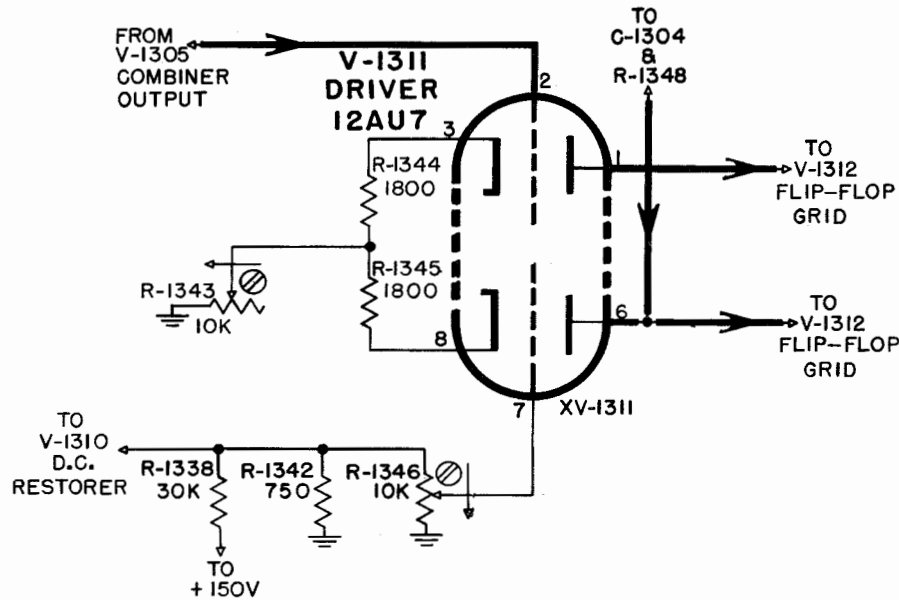 FROM
V-1305
COMBINER
OUTPUT
V-1311
DRIVER
12AU7
TO
C-1304
&
R-1348
2
3
1
R-1344
1800
TO
V-1312
FLIP-FLOP
GRID
R-1345
1800
R-1343
10K
8
6
TO
V-1312
FLIP-FLOP
GRID
7
XV-1311
TO
V-1310
D.C.
RESTORER
R-1338
30K
R-1342
750
R-1346
10K
TO
+150V